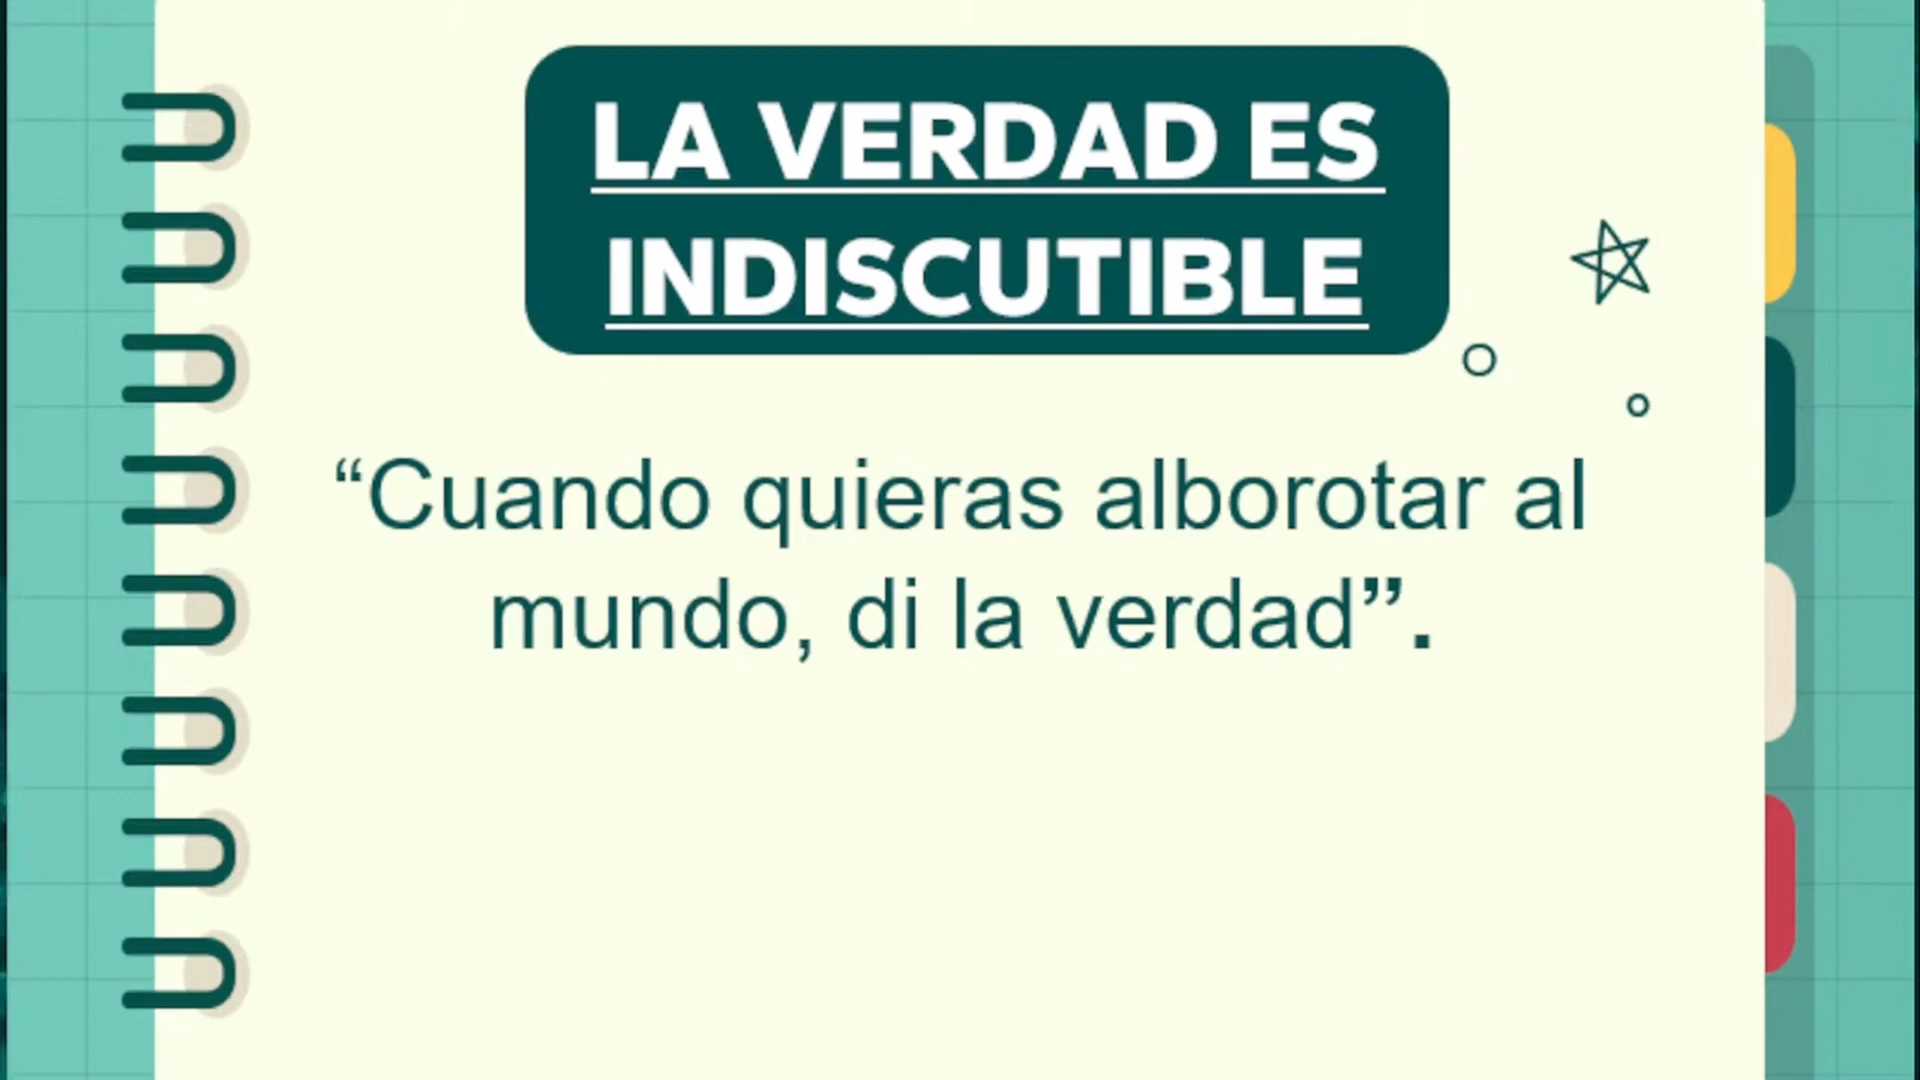 LA VERDAD ES
INDISCUTIBLE
“Cuando quieras alborotar al
mundo, di la verdad”.